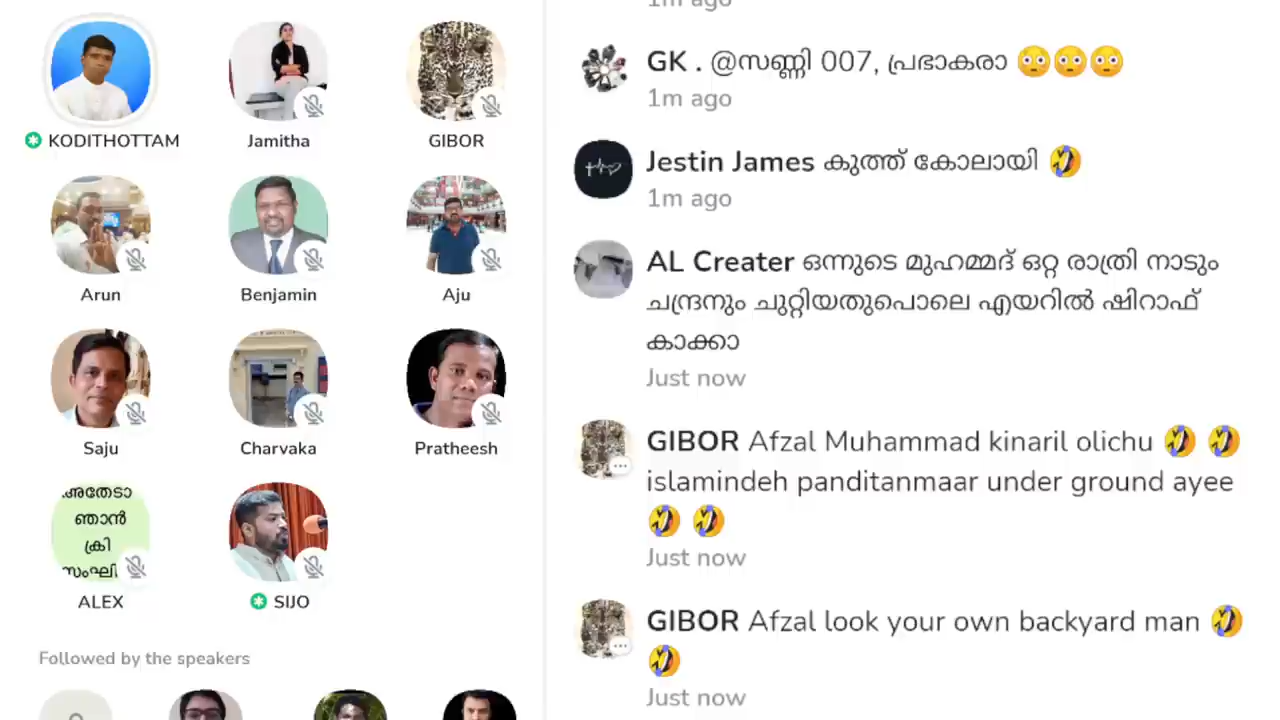 KODITHOTTAM
Jamitha
GIBOR
Arun
Benjamin
Aju
Saju
Charvaka
Pratheesh
അതേടാ
ഞാൻ
ക്രി
സംഘി
ALEX
SIJO
Followed by the speakers
1m ago
GK . @സണ്ണി 007, പ്രഭാകരാ 😳😳😳
1m ago
Jestin James കുത്ത് കോലായി 🤣
1m ago
AL Creater ഒന്നുടെ മുഹമ്മദ് ഒറ്റ രാത്രി നാടും
ചന്ദ്രനും ചുറ്റിയതുപൊലെ എയറിൽ ഷിറാഫ്
കാക്കാ
Just now
GIBOR Afzal Muhammad kinaril olichu 🤣 🤣
islamindeh panditanmaar under ground ayee
🤣 🤣
Just now
GIBOR Afzal look your own backyard man 🤣
🤣
Just now